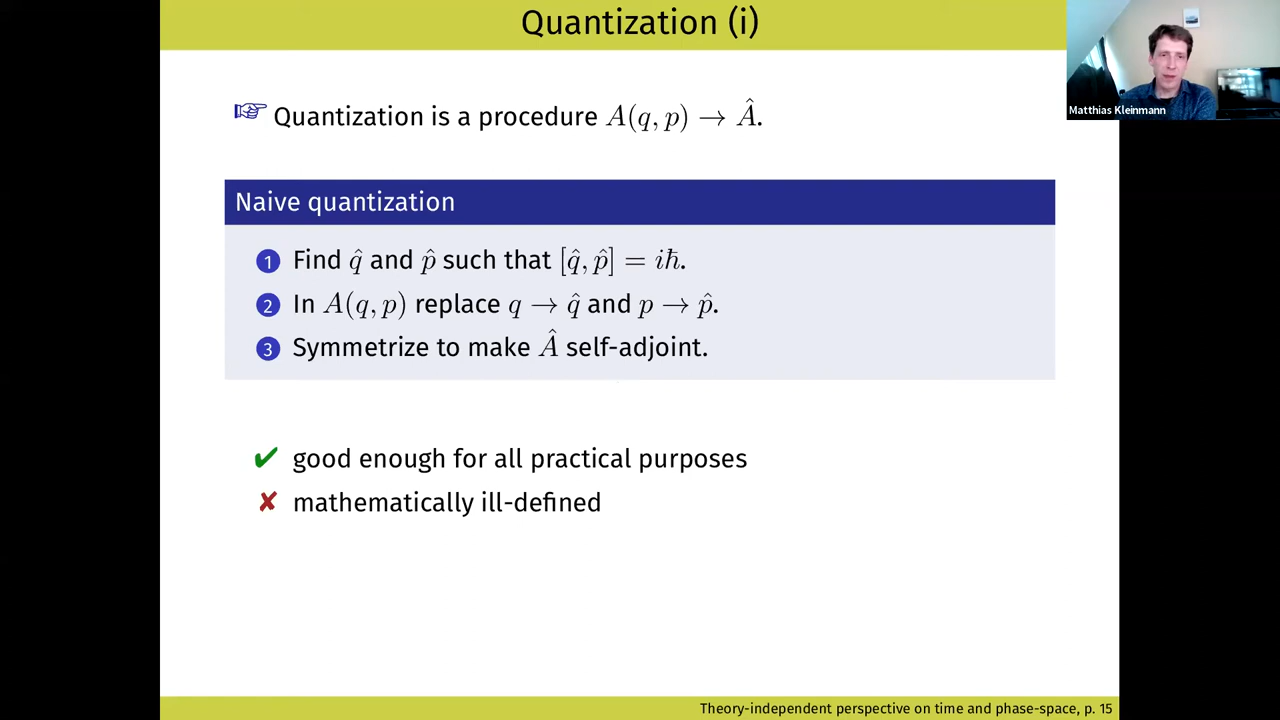 Quantization (i)
Matthias Kleinmann
Quantization is a procedure A(q, p) → Â.
Naive quantization
1 Find q̂ and p̂ such that [q̂, p̂] = iħ.
2 In A(q, p) replace q → q̂ and p → p̂.
3 Symmetrize to make Â self-adjoint.
✔ good enough for all practical purposes
✘ mathematically ill-defined
Theory-independent perspective on time and phase-space, p. 15